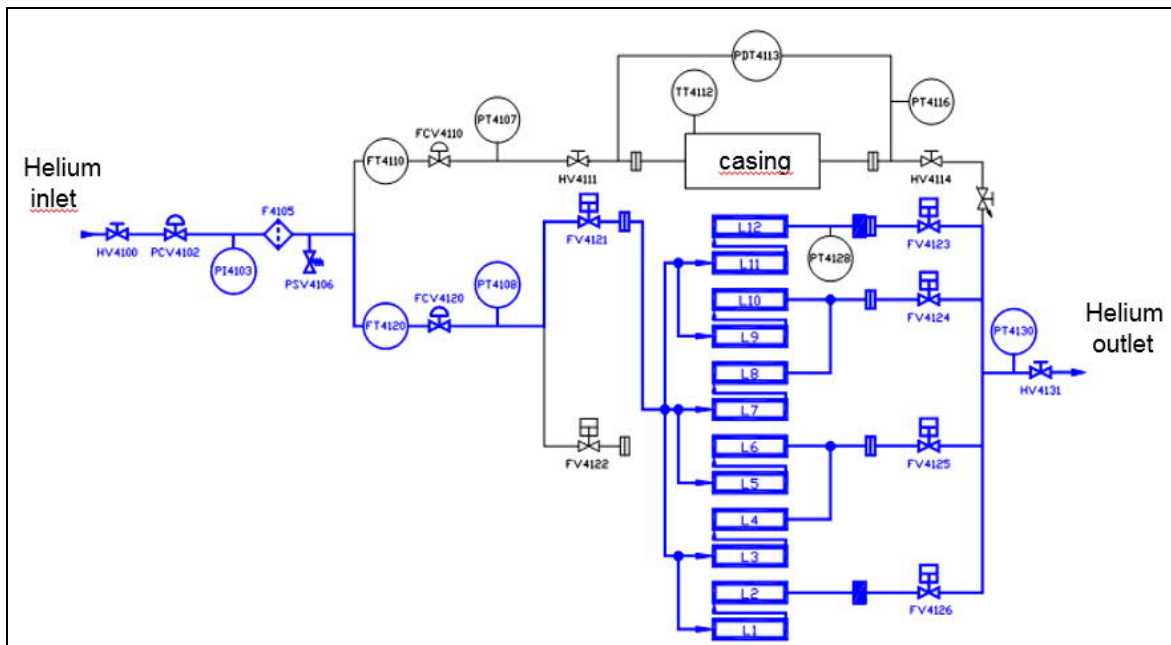 PDT4113
TT4112
PT4116
PT4107
FCV4110
FT4110
HV4111
casing
HV4114
Helium
inlet
F4105
HV4100
PCV4102
PI4103
PSV4106
FV4121
L12
PT4128
FV4123
L11
FCV4120
PT4108
FT4120
L10
FV4124
L9
PT4130
Helium
outlet
L8
HV4131
L7
FV4122
L6
FV4125
L5
L4
L3
L2
FV4126
L1